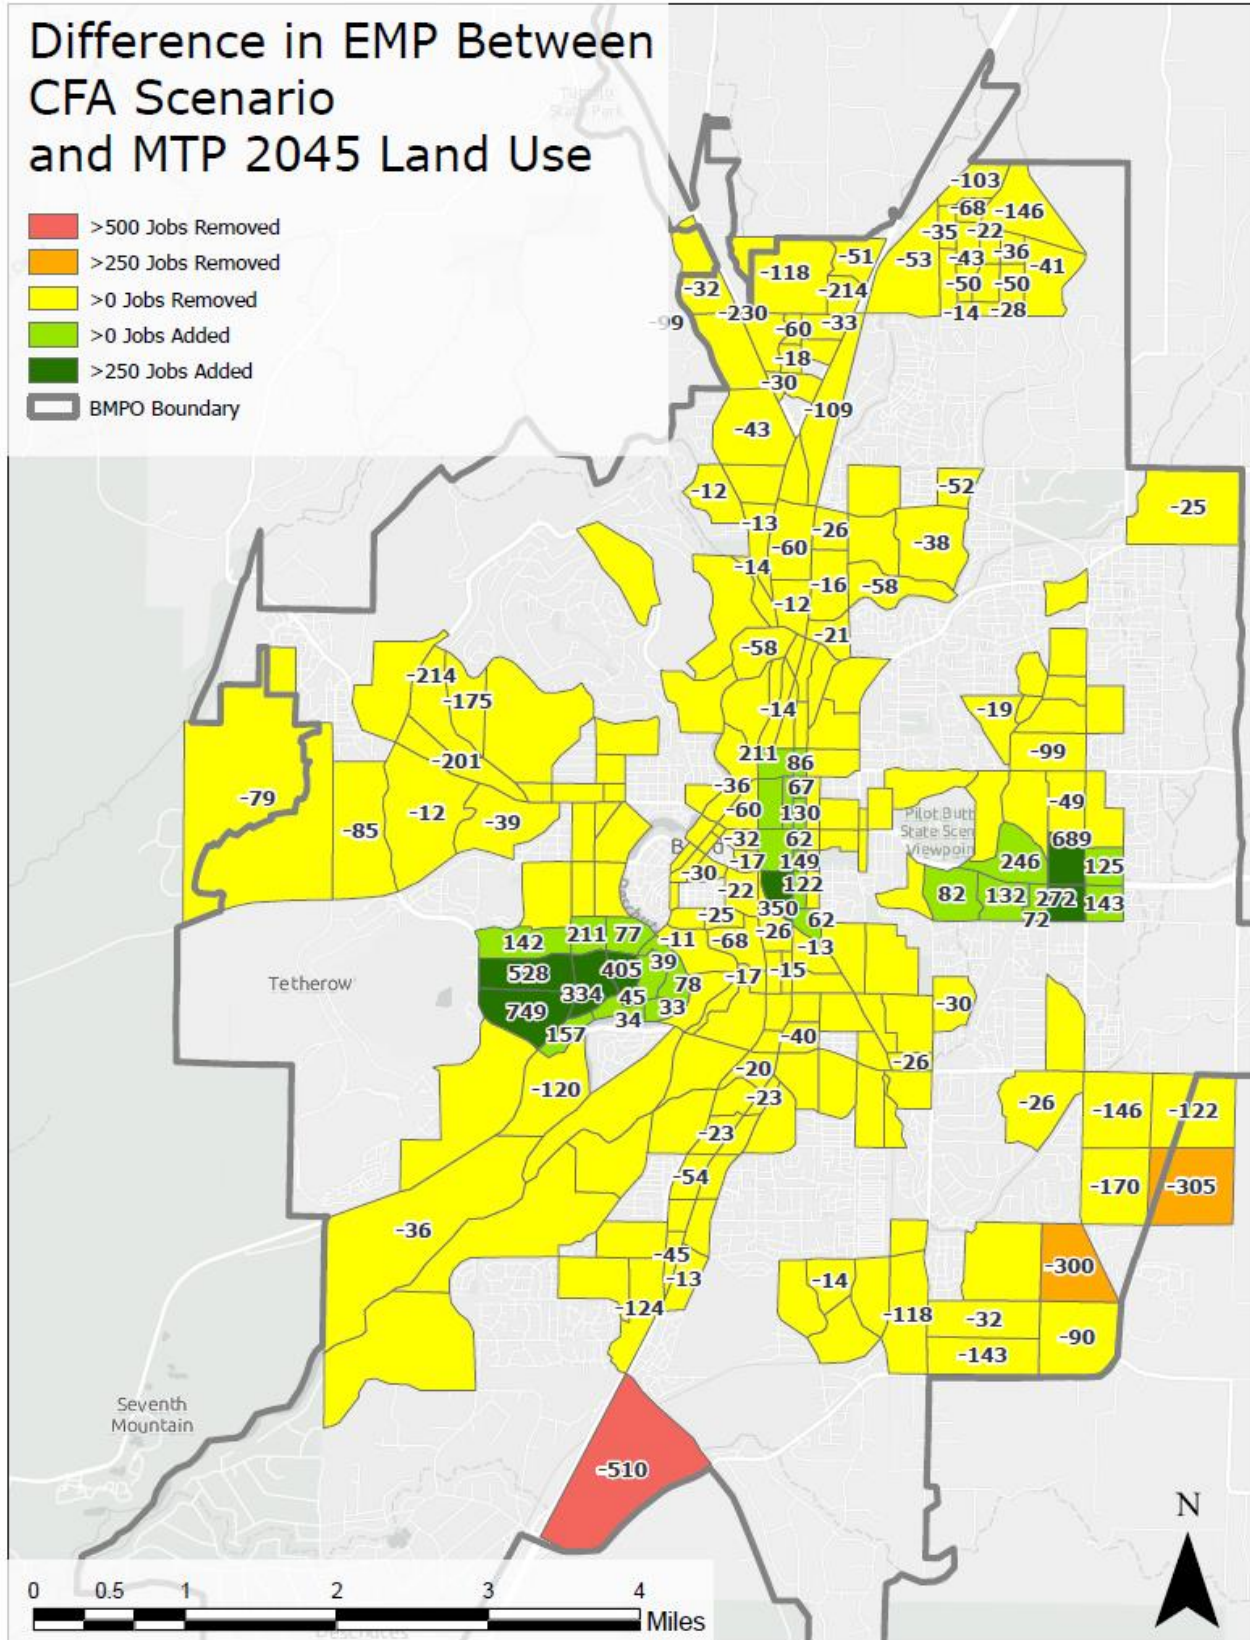 Difference in EMP Between
CFA Scenario
and MTP 2045 Land Use
>500 Jobs Removed
>250 Jobs Removed
>0 Jobs Removed
>0 Jobs Added
>250 Jobs Added
BMPO Boundary
-103
-68 -146
-35 -22
-51 -53 -43 -36
-118 -41
-32 -214 -50 -50
-230 -14 -28
-99 -60 -33
-18
-30
-109
-43
-52
-12 -25
-13 -26
-60 -38
-14
-16 -58
-12
-21
-58
-214
-175
-14 -19
211 -99
-201 86
-36 67
-79 -49
-12 -60 130 Pilot Butt
-39
-85 State Scen
-32 62 689
Viewpoin
-17 149 246 125
-30
-22 122
82 132 272 143
-25 350
62 72
142 211 77 -11 -68 -26
-13
528 405 39
-15
-17
Tetherow 334 45 78
749 33
-30
157 34
-40
-26
-20
-120 -23
-26 -146 -122
-23
-54
-170 -305
-36
-45
-13 -14 -300
-124
-118 -32
-90
-143
Seventh
Mountain
-510
N
0 0.5 1 2 3 4
Miles